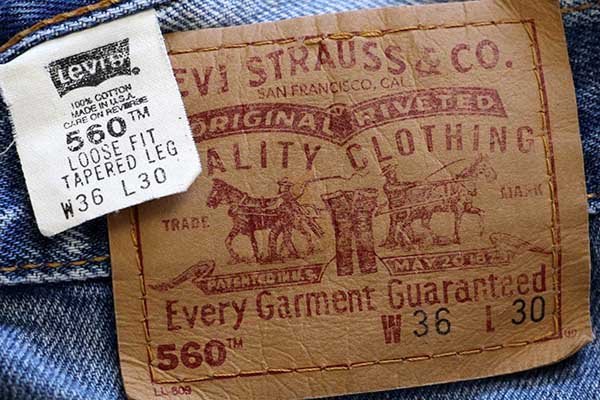 Levi's
100% COTTON
MADE IN U.S.A.
CARE ON REVERSE
560™
LOOSE FIT
TAPERED LEG
W36 L30
EVI STRAUSS & CO.
SAN FRANCISCO, CAL
ORIGINAL RIVETED
ALITY CLOTHING
TRADE MARK
PATENTED IN U.S. MAY 20 1873
Every Garment Guaranteed
W 36 L 30
560™